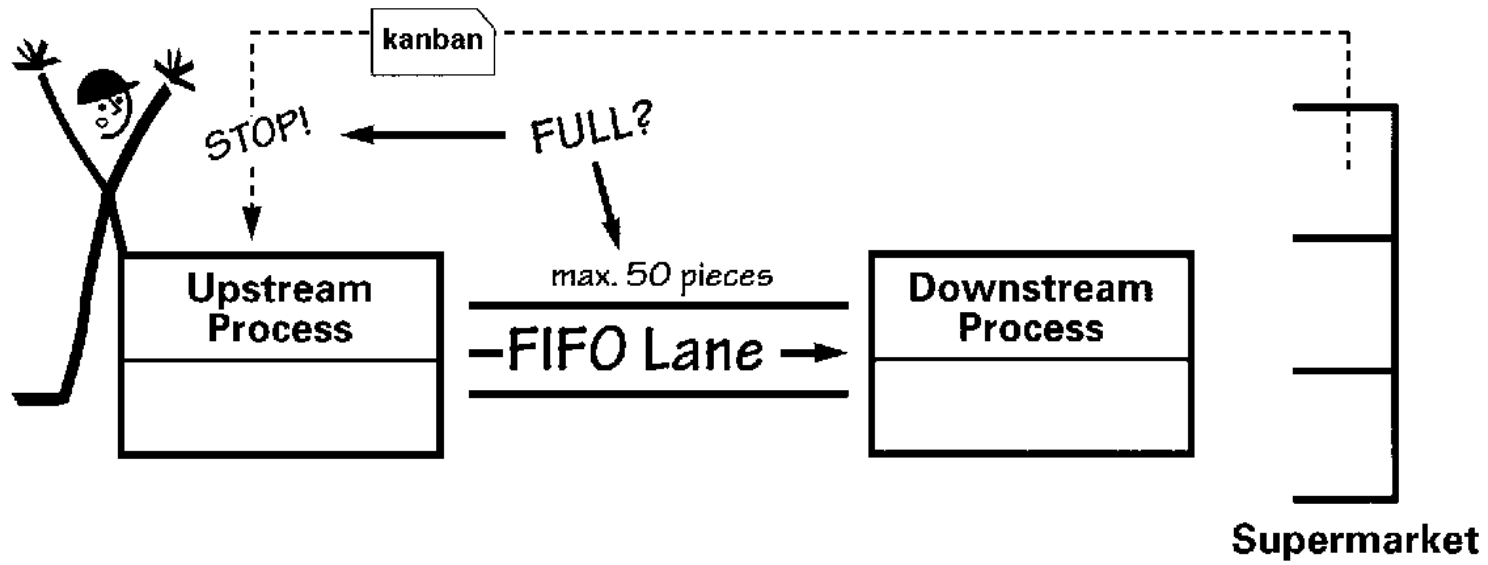 kanban
STOP!
FULL?
max. 50 pieces
Upstream
Process
FIFO Lane
Downstream
Process
Supermarket